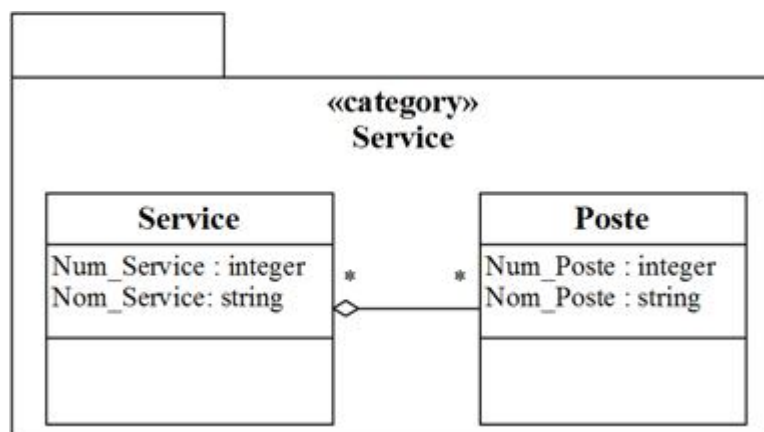 «category»
Service
Service
Num_Service : integer
Nom_Service: string
*
*
Poste
Num_Poste : integer
Nom_Poste : string